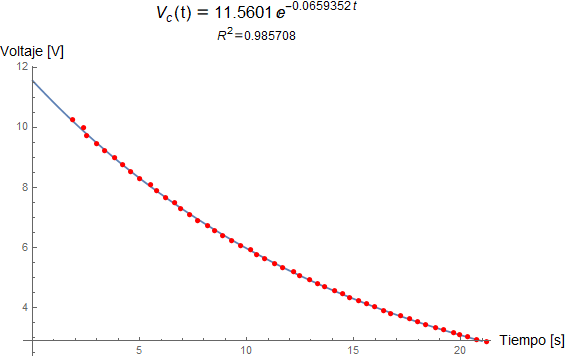 V_c(t) = 11.5601 e^{-0.0659352 t}
R^2=0.985708
Voltaje [V]
12
10
8
6
4
5
10
15
20
Tiempo [s]